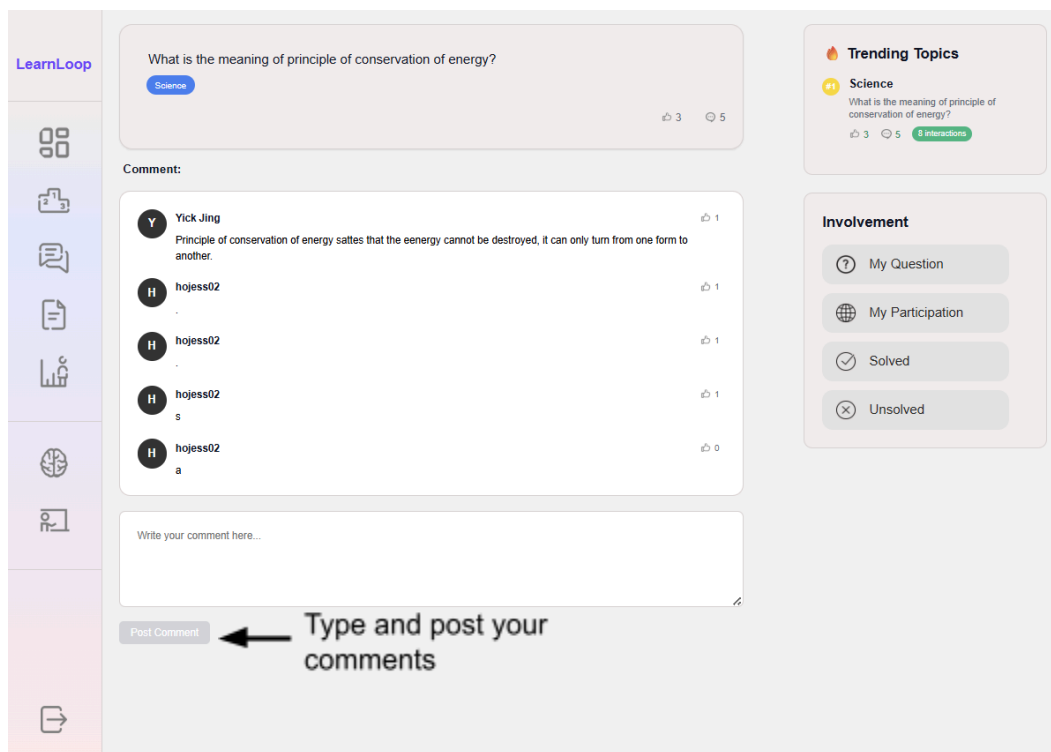 LearnLoop
What is the meaning of principle of conservation of energy?
Science
3 5
Comment:
Y Yick Jing 1
Principle of conservation of energy sattes that the eenergy cannot be destroyed, it can only turn from one form to
another.
H hojess02 1
.
H hojess02 1
.
H hojess02 1
s
H hojess02 0
a
Write your comment here...
Post Comment
Type and post your
comments
Trending Topics
#1 Science
What is the meaning of principle of
conservation of energy?
3 5 8 interactions
Involvement
My Question
My Participation
Solved
Unsolved